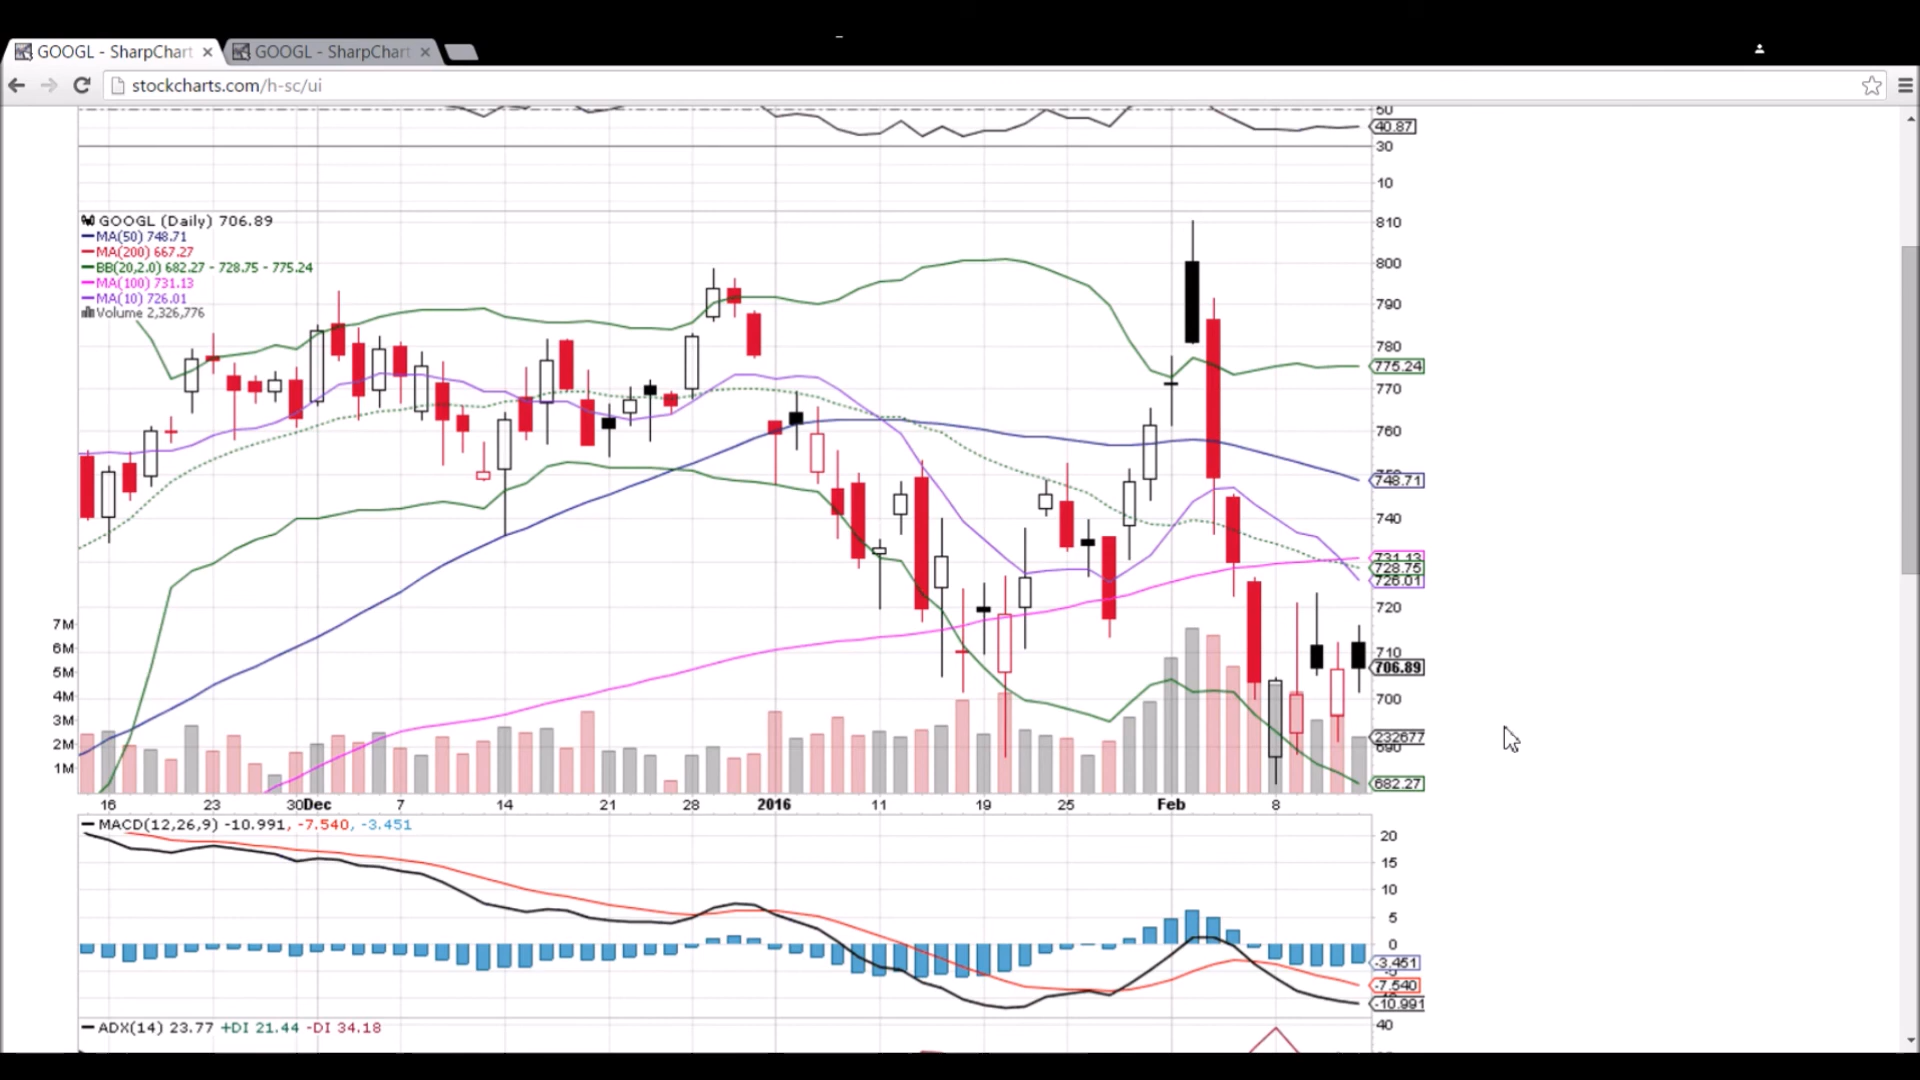 GOOGL - SharpChart
GOOGL - SharpChart
stockcharts.com/h-sc/ui
50
40.87
30
10
GOOGL (Daily) 706.89
MA(50) 748.71
MA(200) 667.27
BB(20,2.0) 682.27 - 728.75 - 775.24
MA(100) 731.13
MA(10) 726.01
Volume 2,326,776
810
800
790
780
775.24
770
760
748.71
740
731.13
728.75
726.01
720
710
706.89
700
232677
690
682.27
7M
6M
5M
4M
3M
2M
1M
16 23 30 Dec 7 14 21 28 2016 11 19 25 Feb 8
MACD(12,26,9) -10.991, -7.540, -3.451
20
15
10
5
0
-3.451
-7.540
-10.991
ADX(14) 23.77 +DI 21.44 -DI 34.18
40